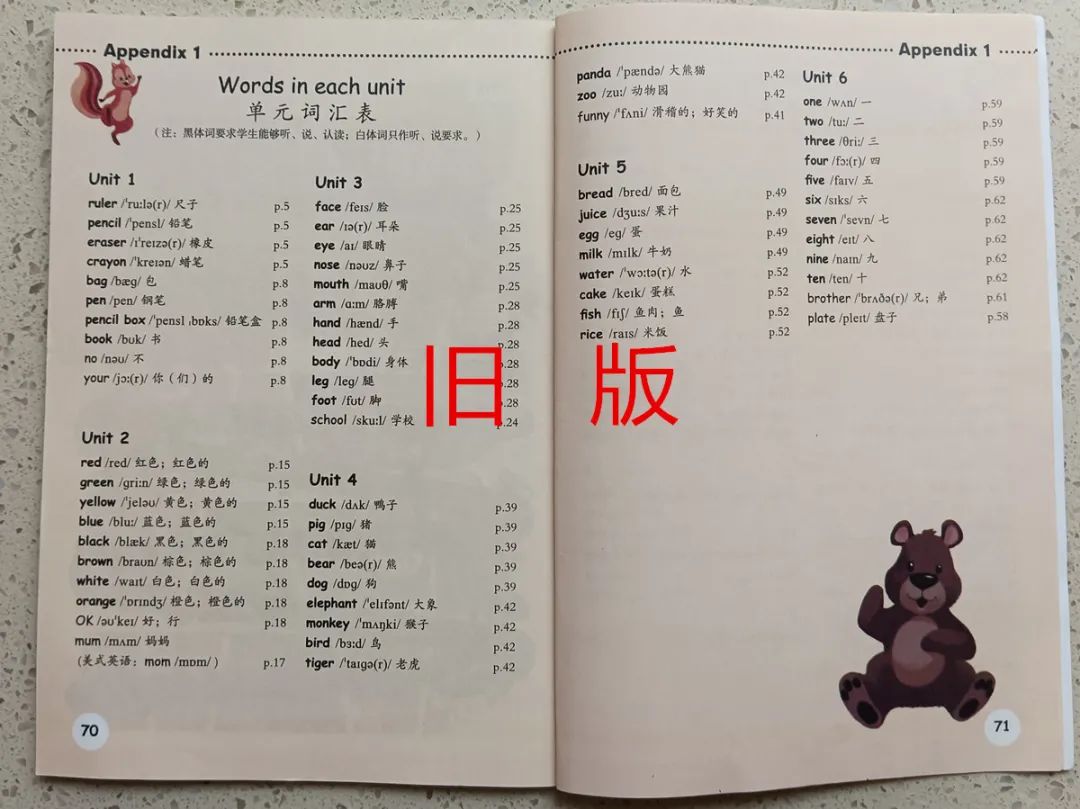 Appendix 1
Words in each unit
单元词汇表
(注：黑体词要求学生能够听、说、认读；白体词只作听、说要求。)
Unit 1
ruler /ˈruːlə(r)/ 尺子 p.5
pencil /ˈpensl/ 铅笔 p.5
eraser /ɪˈreɪzə(r)/ 橡皮 p.5
crayon /ˈkreɪən/ 蜡笔 p.5
bag /bæg/ 包 p.8
pen /pen/ 钢笔 p.8
pencil box /ˈpensl ˌbɒks/ 铅笔盒 p.8
book /bʊk/ 书 p.8
no /nəʊ/ 不 p.8
your /jɔː(r)/ 你（们）的 p.8
Unit 2
red /red/ 红色；红色的 p.15
green /griːn/ 绿色；绿色的 p.15
yellow /ˈjeləʊ/ 黄色；黄色的 p.15
blue /bluː/ 蓝色；蓝色的 p.15
black /blæk/ 黑色；黑色的 p.18
brown /braʊn/ 棕色；棕色的 p.18
white /waɪt/ 白色；白色的 p.18
orange /ˈɒrɪndʒ/ 橙色；橙色的 p.18
OK /əʊˈkeɪ/ 好；行 p.18
mum /mʌm/ 妈妈
(美式英语：mom /mɒm/ ) p.17
Unit 3
face /feɪs/ 脸 p.25
ear /ɪə(r)/ 耳朵 p.25
eye /aɪ/ 眼睛 p.25
nose /nəʊz/ 鼻子 p.25
mouth /maʊθ/ 嘴 p.25
arm /ɑːm/ 胳膊 p.28
hand /hænd/ 手 p.28
head /hed/ 头 p.28
body /ˈbɒdi/ 身体 p.28
leg /leg/ 腿 p.28
foot /fʊt/ 脚 p.28
school /skuːl/ 学校 p.24
Unit 4
duck /dʌk/ 鸭子 p.39
pig /pɪg/ 猪 p.39
cat /kæt/ 猫 p.39
bear /beə(r)/ 熊 p.39
dog /dɒg/ 狗 p.39
elephant /ˈelɪfənt/ 大象 p.42
monkey /ˈmʌŋki/ 猴子 p.42
bird /bɜːd/ 鸟 p.42
tiger /ˈtaɪgə(r)/ 老虎 p.42
70
Appendix 1
panda /ˈpændə/ 大熊猫 p.42
zoo /zuː/ 动物园 p.42
funny /ˈfʌni/ 滑稽的；好笑的 p.41
Unit 5
bread /bred/ 面包 p.49
juice /dʒuːs/ 果汁 p.49
egg /eg/ 蛋 p.49
milk /mɪlk/ 牛奶 p.49
water /ˈwɔːtə(r)/ 水 p.52
cake /keɪk/ 蛋糕 p.52
fish /fɪʃ/ 鱼肉；鱼 p.52
rice /raɪs/ 米饭 p.52
Unit 6
one /wʌn/ 一 p.59
two /tuː/ 二 p.59
three /θriː/ 三 p.59
four /fɔː(r)/ 四 p.59
five /faɪv/ 五 p.59
six /sɪks/ 六 p.62
seven /ˈsevn/ 七 p.62
eight /eɪt/ 八 p.62
nine /naɪn/ 九 p.62
ten /ten/ 十 p.62
brother /ˈbrʌðə(r)/ 兄；弟 p.61
plate /pleɪt/ 盘子 p.58
71
旧版